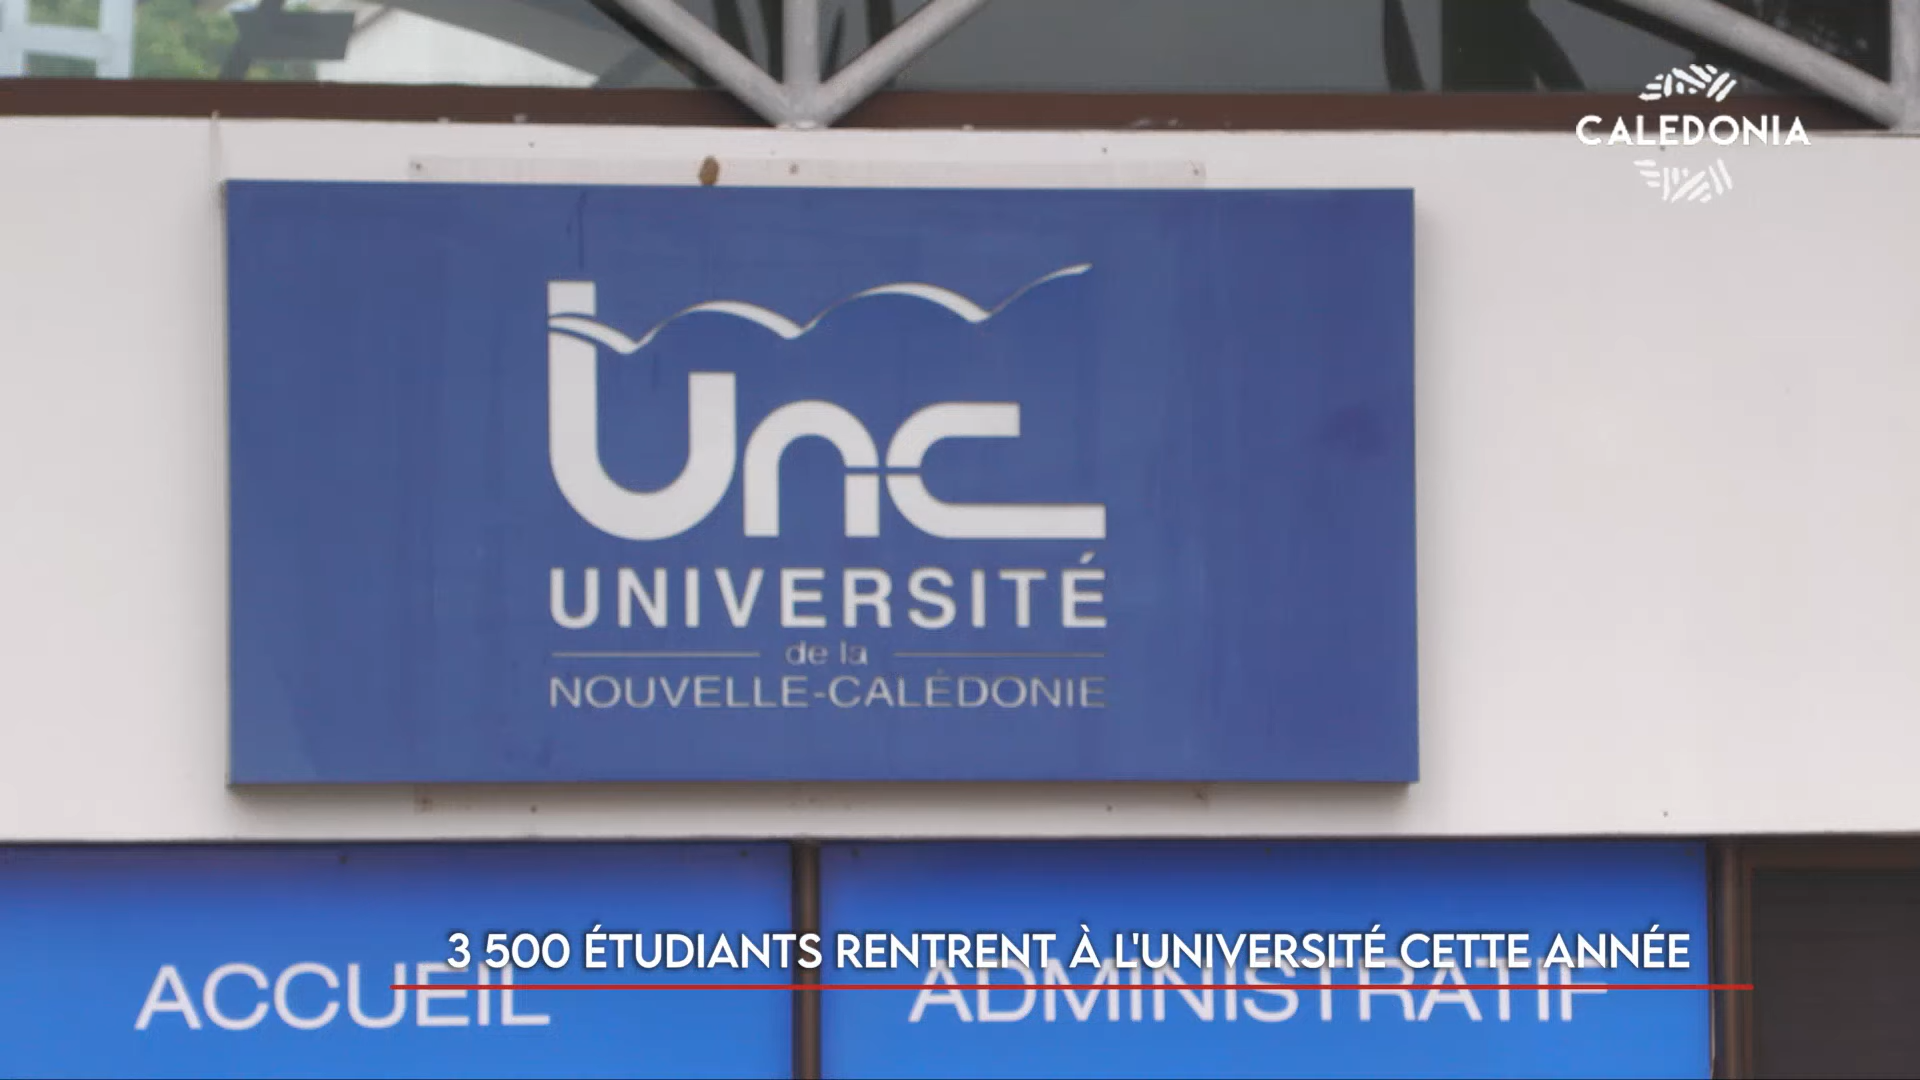 CALEDONIA
Unc
UNIVERSITÉ
de la
NOUVELLE-CALÉDONIE
3 500 ÉTUDIANTS RENTRENT À L'UNIVERSITÉ CETTE ANNÉE
ACCUEIL ADMINISTRATIF